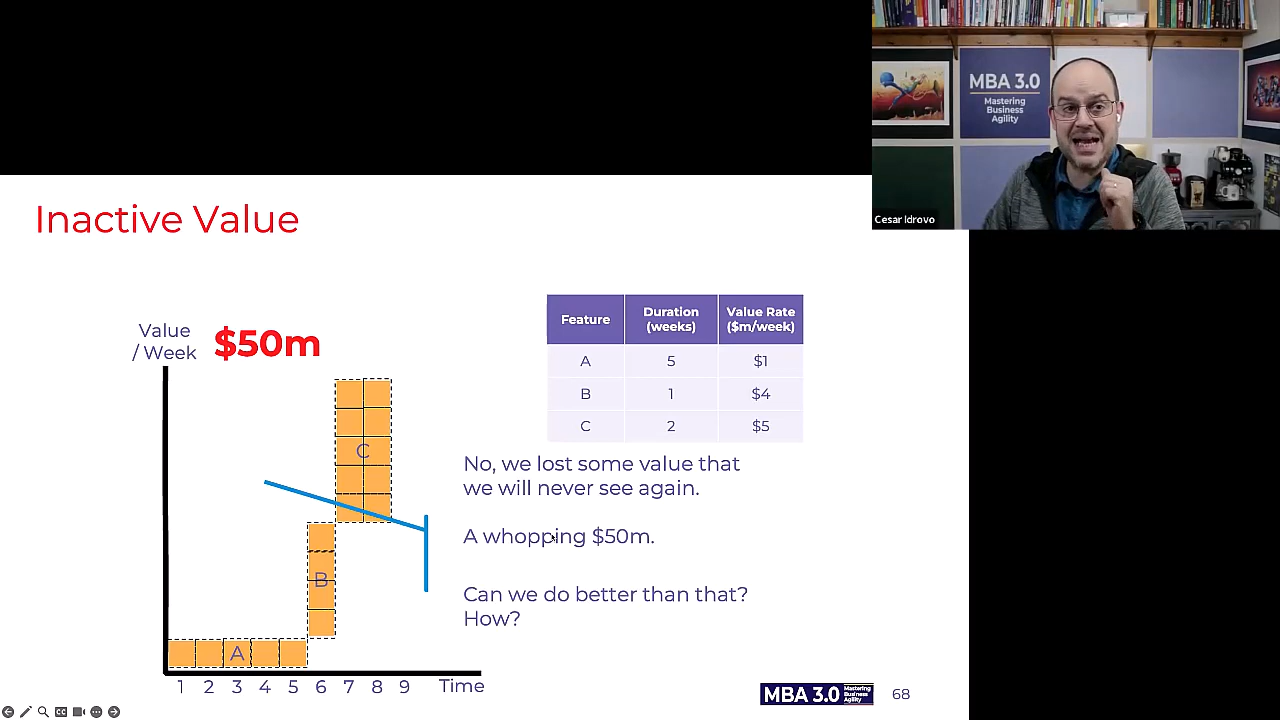 MBA 3.0
Mastering
Business
Agility
Cesar Idrovo
Inactive Value
Value
/ Week
$50m
C
B
A
1 2 3 4 5 6 7 8 9 Time
Feature Duration (weeks) Value Rate ($m/week)
A 5 $1
B 1 $4
C 2 $5
No, we lost some value that
we will never see again.
A whopping $50m.
Can we do better than that?
How?
MBA 3.0 Mastering Business Agility
68